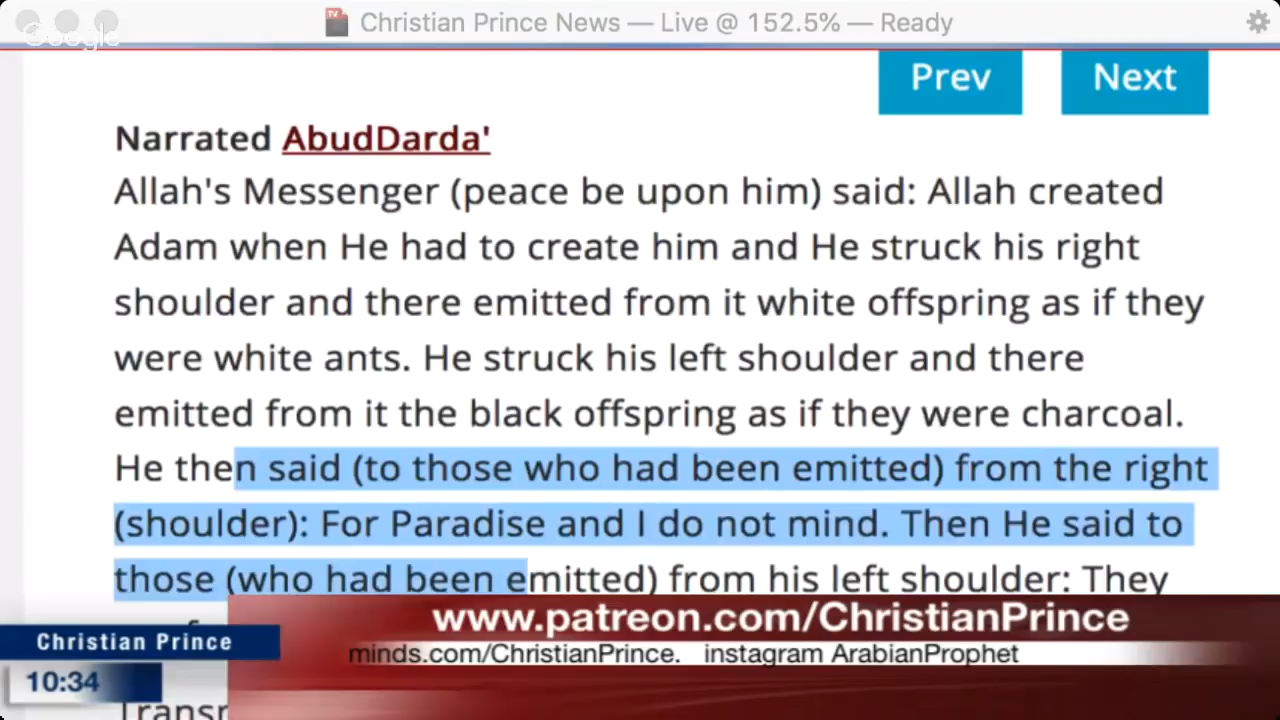 Christian Prince News — Live @ 152.5% — Ready
Google
Prev Next
Narrated AbudDarda'
Allah's Messenger (peace be upon him) said: Allah created
Adam when He had to create him and He struck his right
shoulder and there emitted from it white offspring as if they
were white ants. He struck his left shoulder and there
emitted from it the black offspring as if they were charcoal.
He then said (to those who had been emitted) from the right
(shoulder): For Paradise and I do not mind. Then He said to
those (who had been emitted) from his left shoulder: They
www.patreon.com/ChristianPrince
Christian Prince
minds.com/ChristianPrince. instagram ArabianProphet
10:34